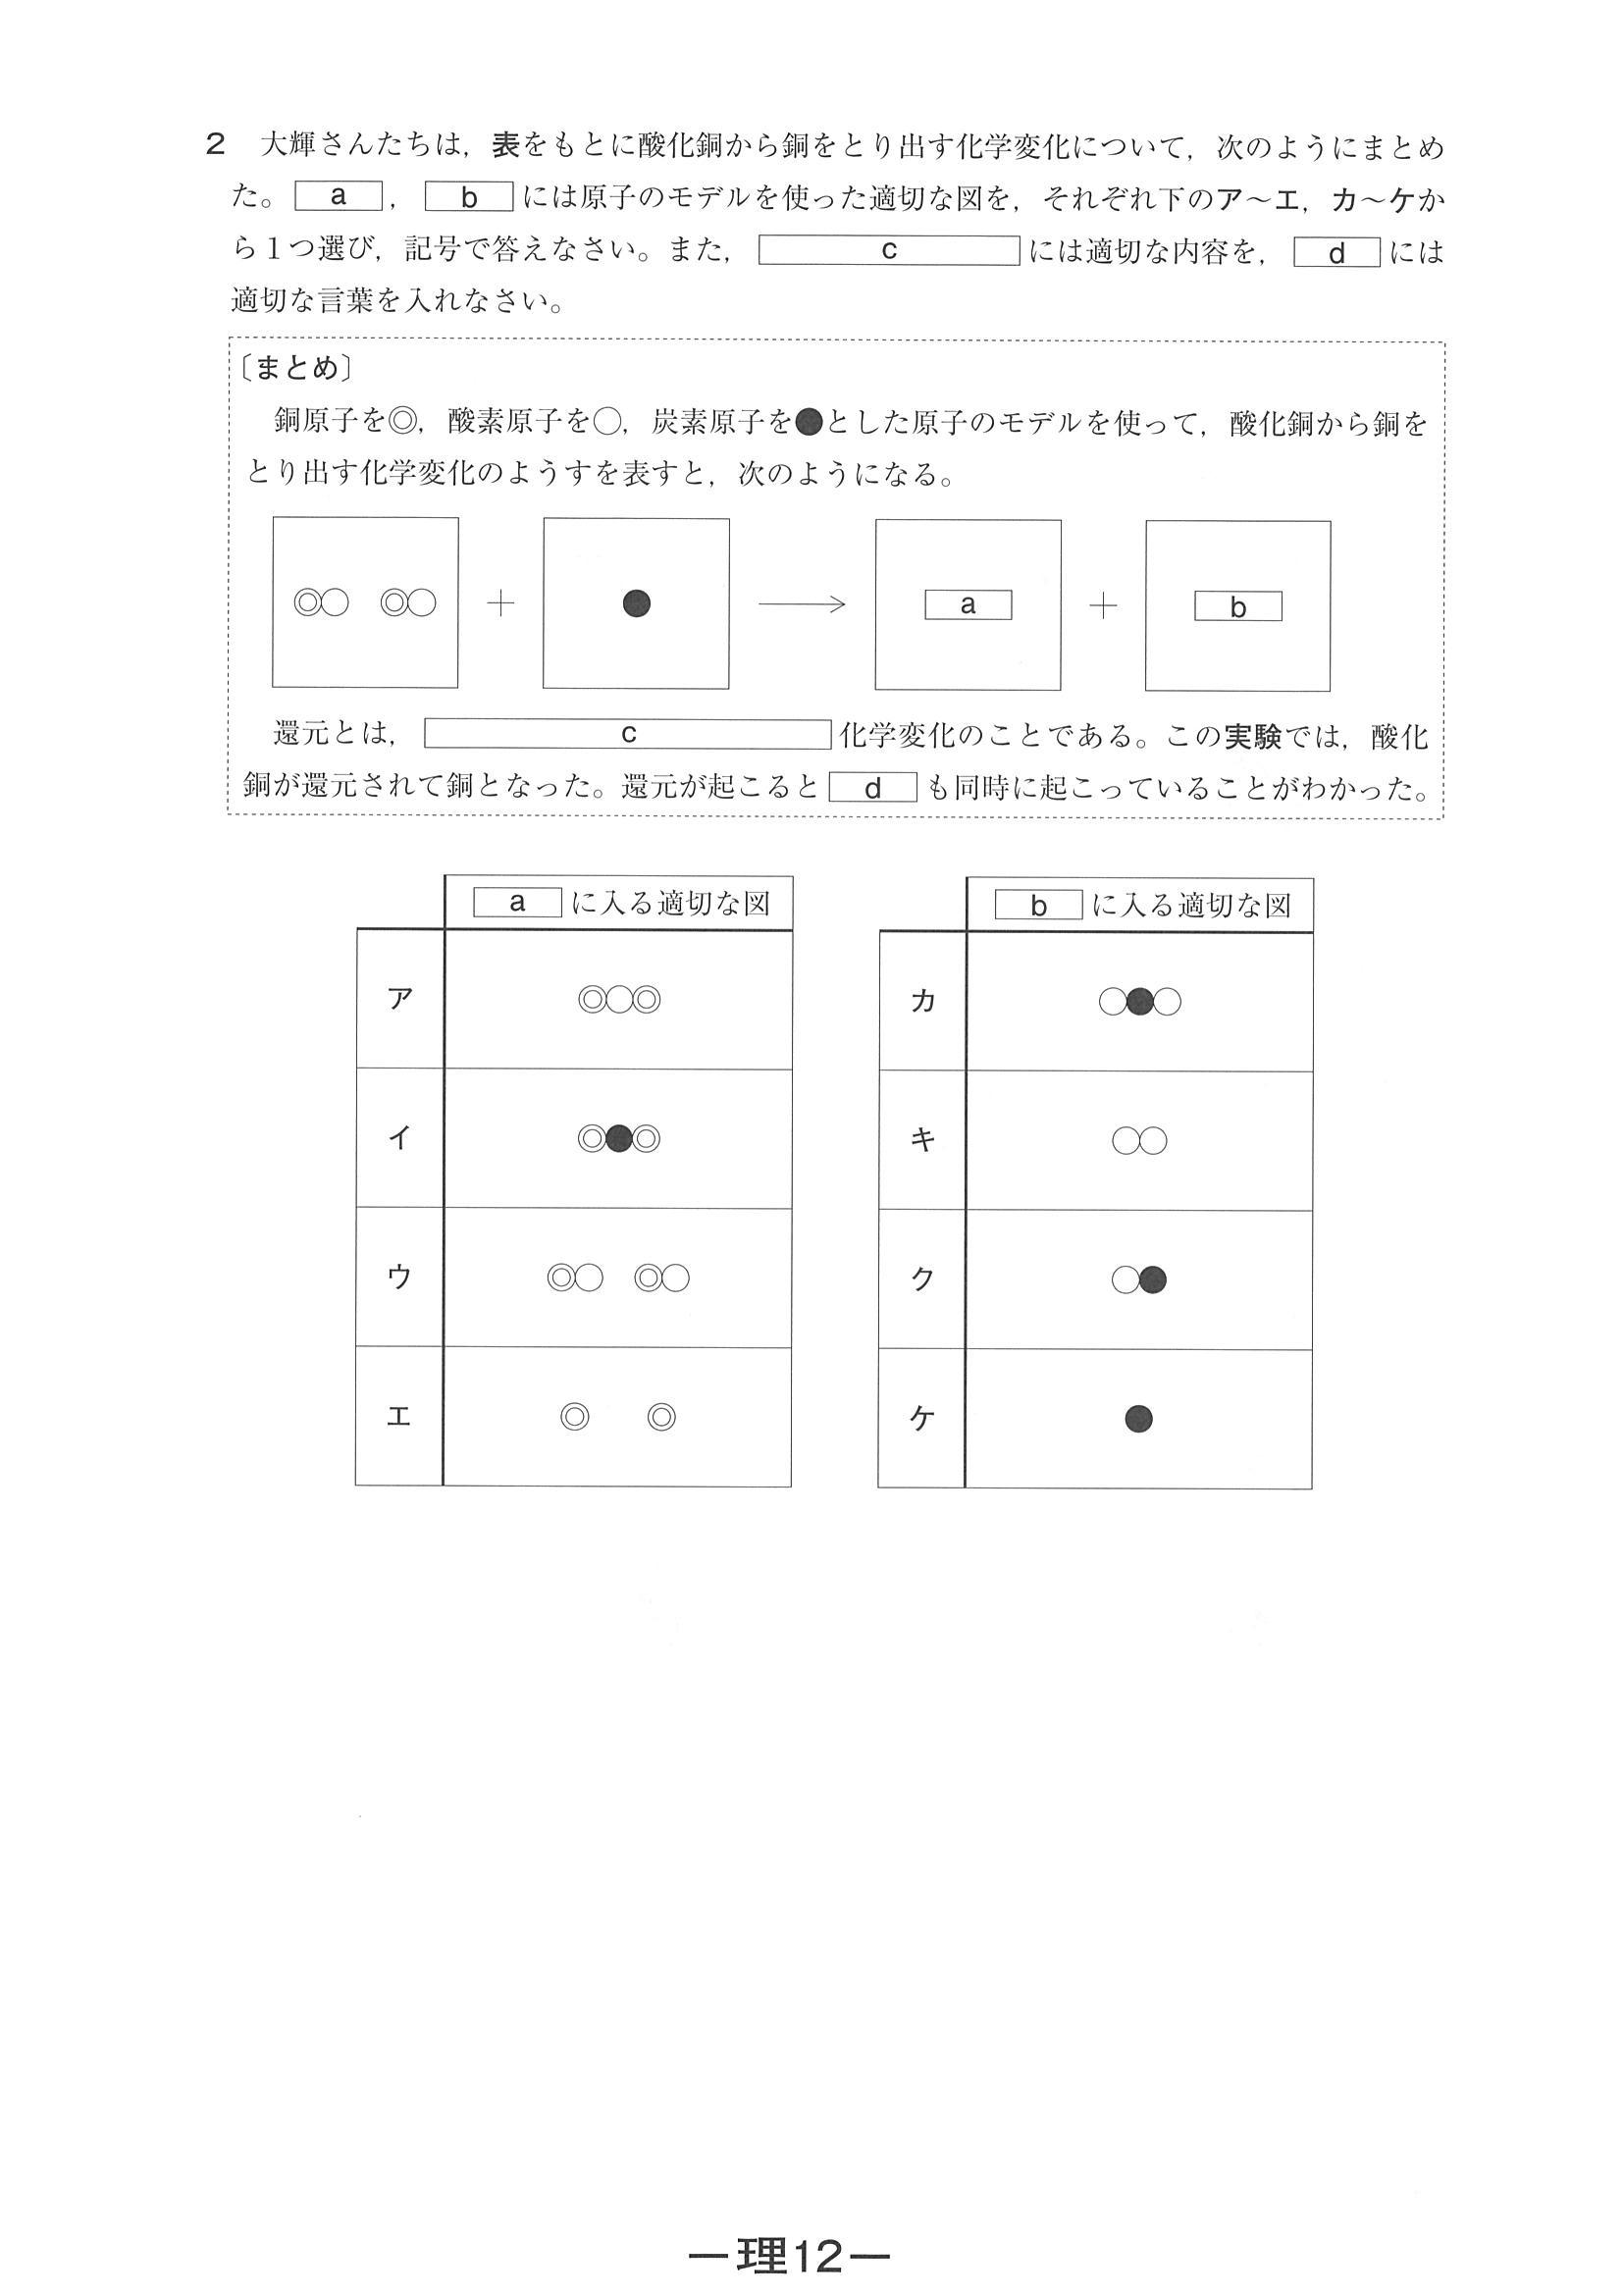 2　大輝さんたちは，表をもとに酸化銅から銅をとり出す化学変化について，次のようにまとめ
た。 a ， b には原子のモデルを使った適切な図を，それぞれ下のア～エ，カ～ケか
ら１つ選び，記号で答えなさい。また， c には適切な内容を， d には
適切な言葉を入れなさい。
〔まとめ〕
銅原子を◎，酸素原子を○，炭素原子を●とした原子のモデルを使って，酸化銅から銅を
とり出す化学変化のようすを表すと，次のようになる。
◎○　◎○ ＋ ● → a ＋ b
還元とは， c 化学変化のことである。この実験では，酸化
銅が還元されて銅となった。還元が起こると d も同時に起こっていることがわかった。
a に入る適切な図
ア ◎○◎
イ ◎●◎
ウ ◎○　◎○
エ ◎　◎
b に入る適切な図
カ ○●○
キ ○○
ク ○●
ケ ●
―理12―